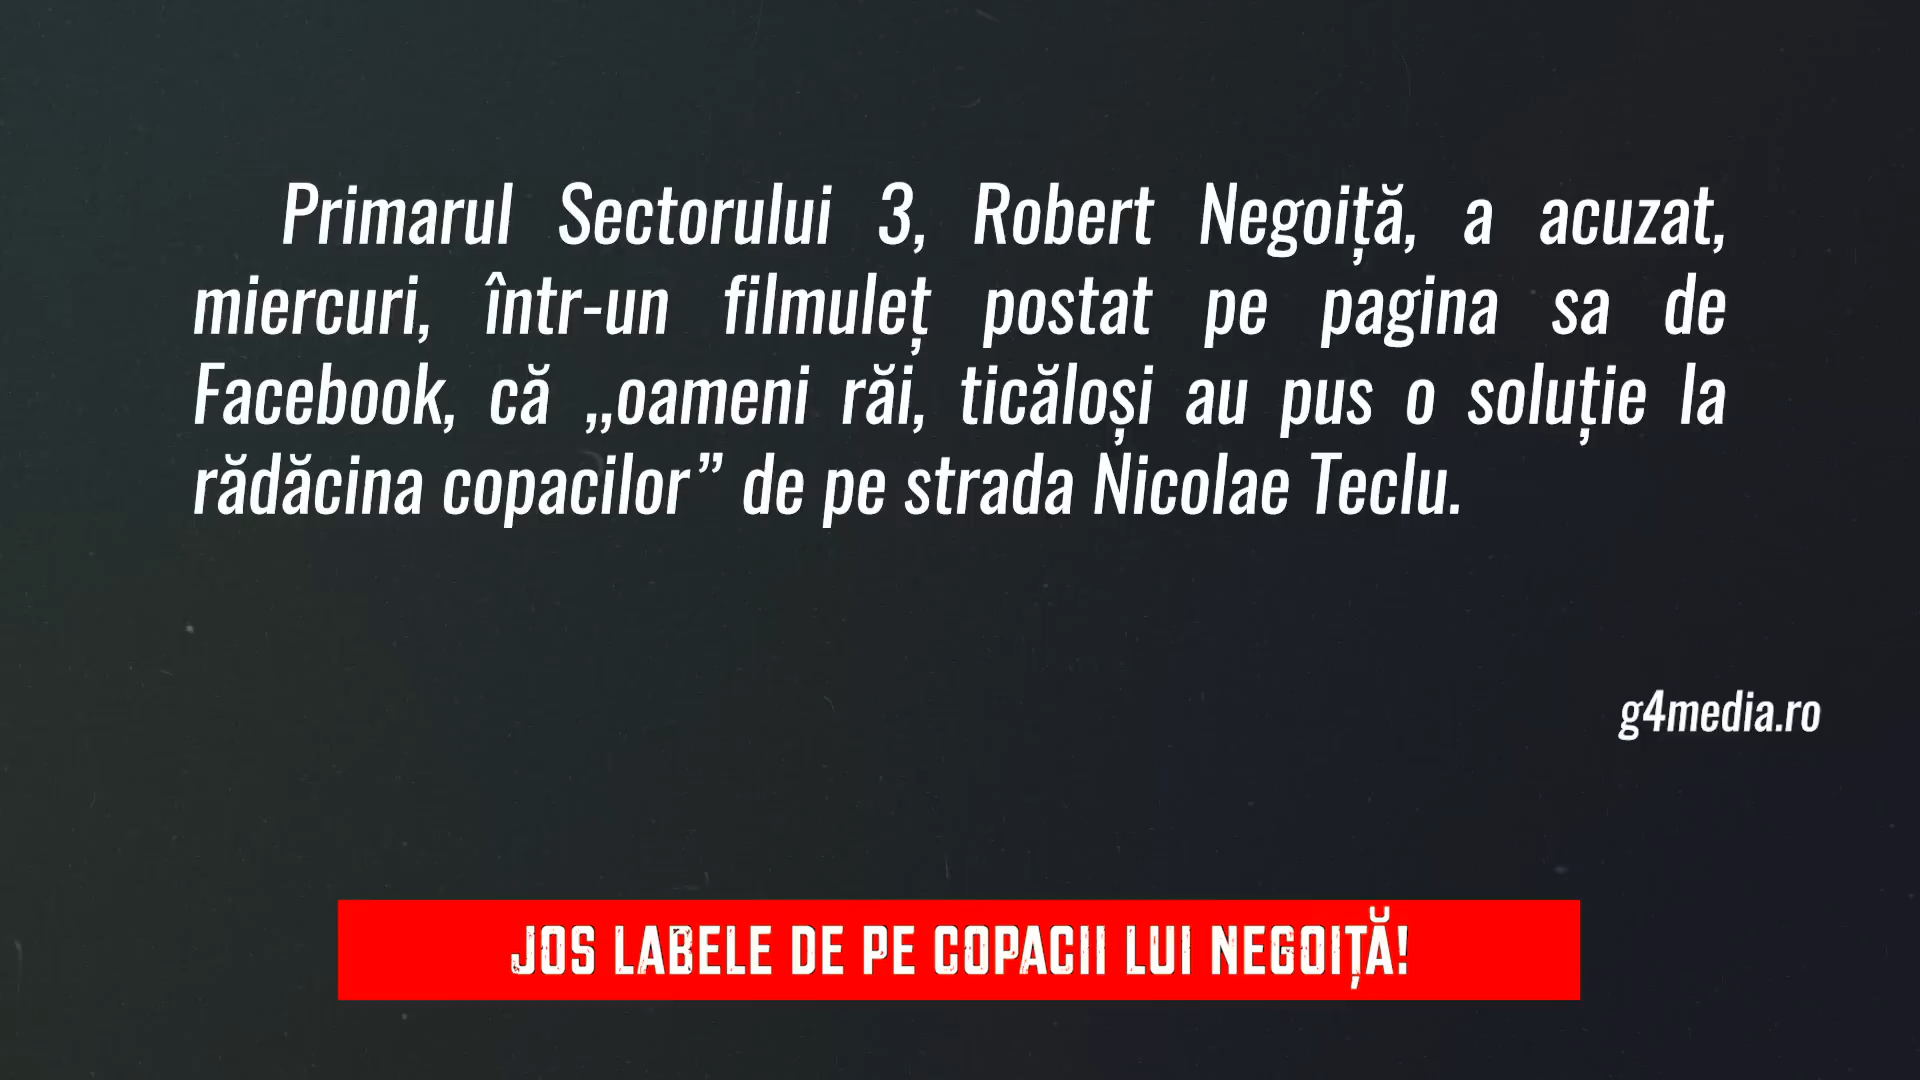 Primarul Sectorului 3, Robert Negoiță, a acuzat,
miercuri, într-un filmuleț postat pe pagina sa de
Facebook, că „oameni răi, ticăloși au pus o soluție la
rădăcina copacilor” de pe strada Nicolae Teclu.
g4media.ro
JOS LABELE DE PE COPACII LUI NEGOIȚĂ!